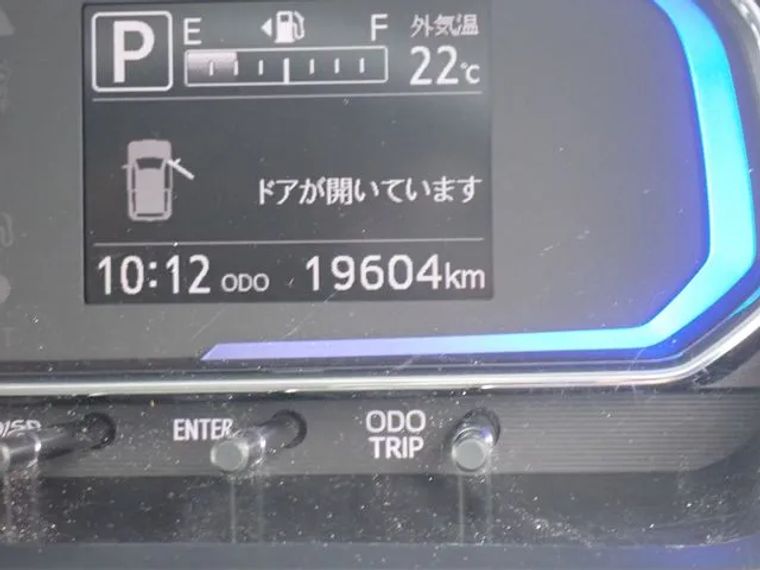 P E F 外気温
22℃
ドアが開いています
10:12 ODO 19604km
ENTER ODO
TRIP